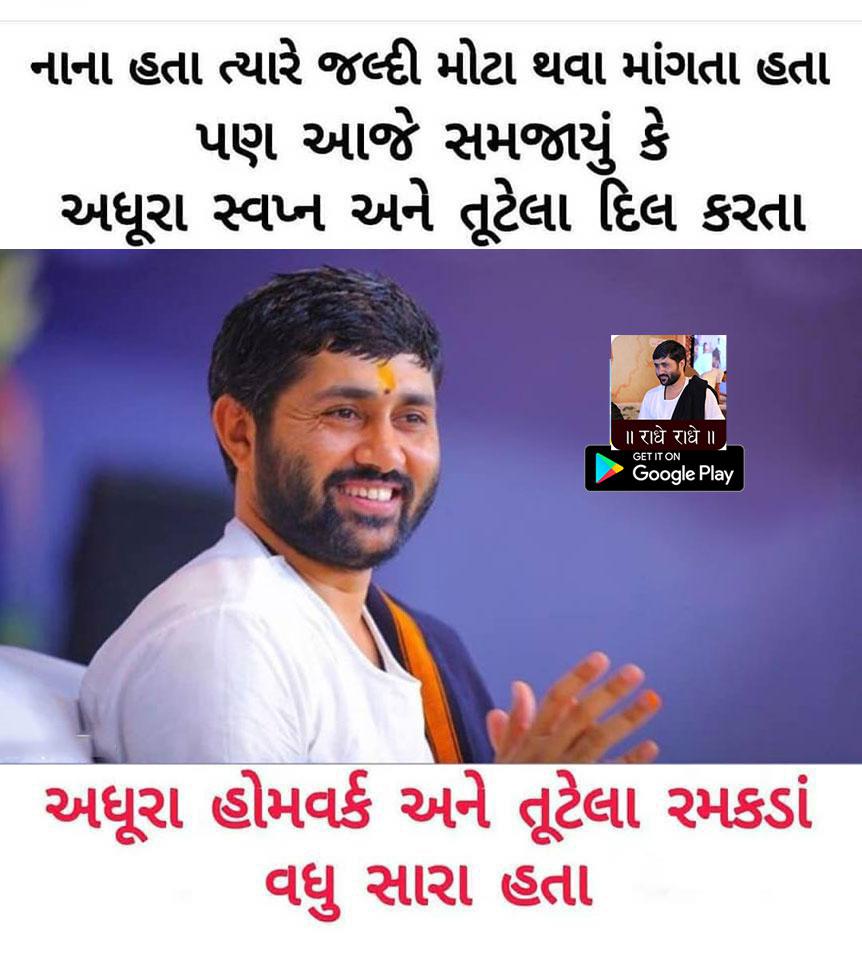 નાના હતા ત્યારે જલ્દી મોટા થવા માંગતા હતા
પણ આજે સમજાયું કે
અધૂરા સ્વપ્ન અને તૂટેલા દિલ કરતા
॥ राधे राधे ॥
GET IT ON
Google Play
અધૂરા હોમવર્ક અને તૂટેલા રમકડાં
વધુ સારા હતા